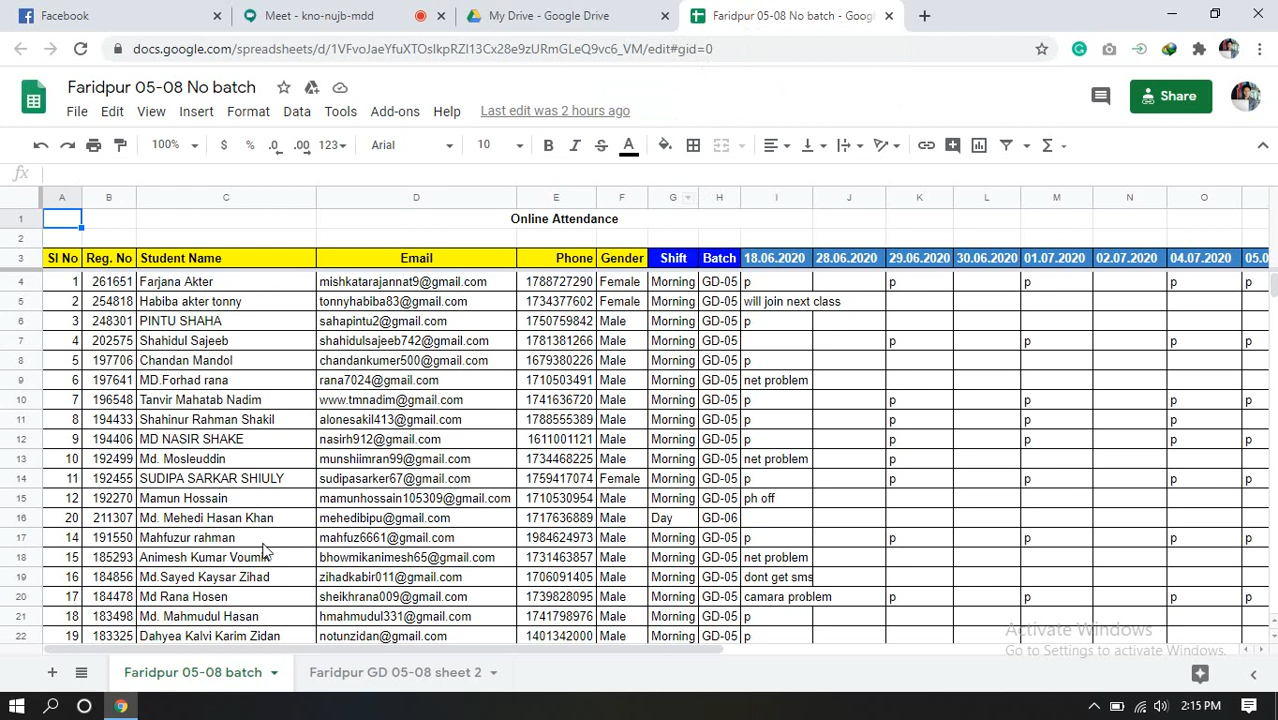 Facebook × Meet - kno-nujb-mdd × My Drive - Google Drive × Faridpur 05-08 No batch - Goog × +
docs.google.com/spreadsheets/d/1VFvoJaeYfuXTOsIkpRZI13Cx28e9zURmGLeQ9vc6_VM/edit#gid=0
Faridpur 05-08 No batch
File Edit View Insert Format Data Tools Add-ons Help Last edit was 2 hours ago
Share
100% $ % .0 .00 123 Arial 10 B I S A Σ
fx
A B C D E F G H I J K L M N O
1 Online Attendance
2
3 Sl No Reg. No Student Name Email Phone Gender Shift Batch 18.06.2020 28.06.2020 29.06.2020 30.06.2020 01.07.2020 02.07.2020 04.07.2020 05.0
4 1 261651 Farjana Akter mishkatarajannat9@gmail.com 1788727290 Female Morning GD-05 p p p p p
5 2 254818 Habiba akter tonny tonnyhabiba83@gmail.com 1734377602 Female Morning GD-05 will join next class
6 3 248301 PINTU SHAHA sahapintu2@gmail.com 1750759842 Male Morning GD-05 p
7 4 202575 Shahidul Sajeeb shahidulsajeeb742@gmail.com 1781381266 Male Morning GD-05 p p p p
8 5 197706 Chandan Mondol chandankumer500@gmail.com 1679380226 Male Morning GD-05 p
9 6 197641 MD.Forhad rana rana7024@gmail.com 1710503491 Male Morning GD-05 net problem
10 7 196548 Tanvir Mahatab Nadim www.tmnadim@gmail.com 1741636720 Male Morning GD-05 p p p p p
11 8 194433 Shahinur Rahman Shakil alonesakil413@gmail.com 1788555389 Male Morning GD-05 p p p p p
12 9 194406 MD NASIR SHAKE nasirh912@gmail.com 1611001121 Male Morning GD-05 p p p p p
13 10 192499 Md. Mosleuddin munshiimran99@gmail.com 1734468225 Male Morning GD-05 net problem p
14 11 192455 SUDIPA SARKAR SHIULY sudipasarker67@gmail.com 1759417074 Female Morning GD-05 p p p p p
15 12 192270 Mamun Hossain mamunhossain105309@gmail.com 1710530954 Male Morning GD-05 ph off
16 20 211307 Md. Mehedi Hasan Khan mehedibipu@gmail.com 1717636889 Male Day GD-06
17 14 191550 Mahfuzur rahman mahfuz6661@gmail.com 1984624973 Male Morning GD-05 p p p p p
18 15 185293 Animesh Kumar Voumik bhowmikanimesh65@gmail.com 1731463857 Male Morning GD-05 net problem
19 16 184856 Md.Sayed Kaysar Zihad zihadkabir011@gmail.com 1706091405 Male Morning GD-05 dont get sms
20 17 184478 Md Rana Hosen sheikhrana009@gmail.com 1739828095 Male Morning GD-05 camara problem p p p p
21 18 183498 Md. Mahmudul Hasan hmahmudul331@gmail.com 1741798976 Male Morning GD-05 p
22 19 183325 Dahyea Kalvi Karim Zidan notunzidan@gmail.com 1401342000 Male Morning GD-05 p p p p p
Activate Windows
Go to Settings to activate Windows.
Faridpur 05-08 batch Faridpur GD 05-08 sheet 2
2:15 PM